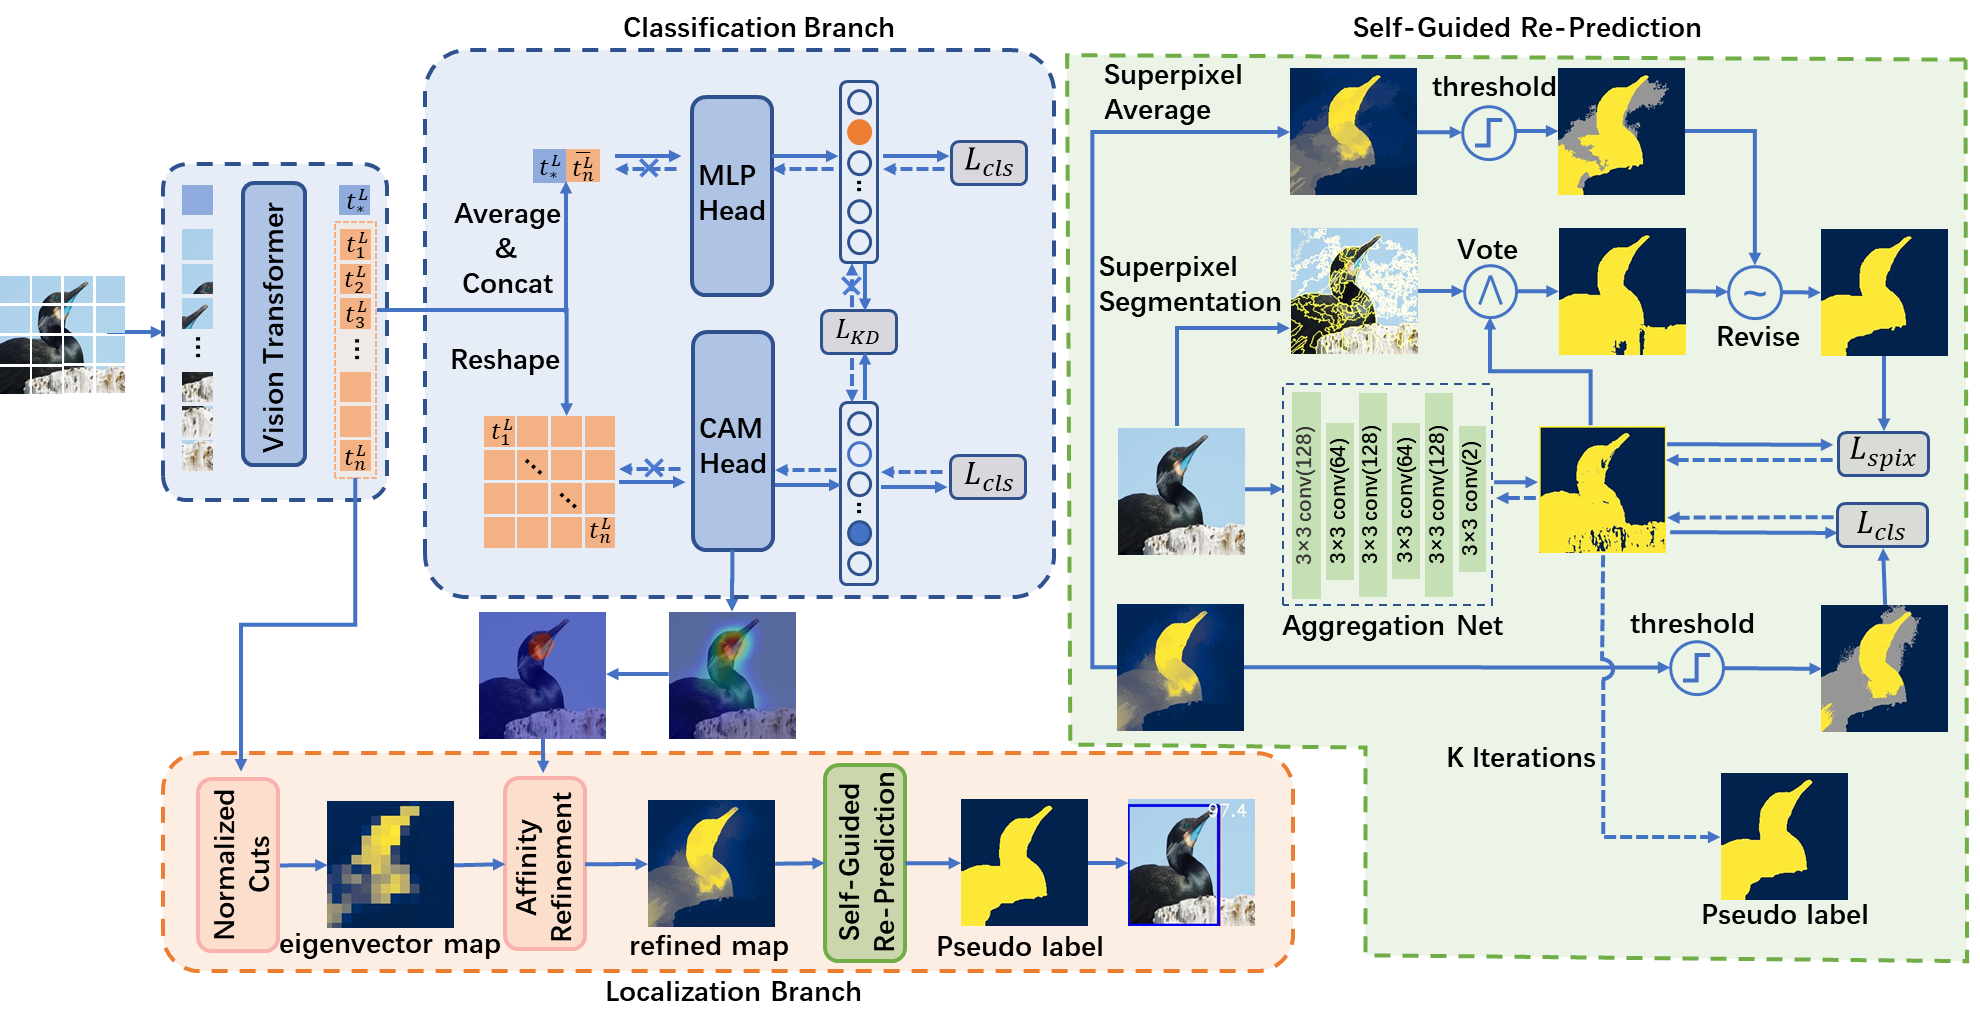 Classification Branch
Self-Guided Re-Prediction
Vision Transformer
t_*^L
t_1^L
t_2^L
t_3^L
...
...
t_n^L
Average
&
Concat
Reshape
t_*^L
\overline{t_n^L}
MLP
Head
L_{cls}
L_{KD}
t_1^L
t_n^L
CAM
Head
L_{cls}
Normalized
Cuts
eigenvector map
Affinity
Refinement
refined map
Self-Guided
Re-Prediction
Pseudo label
97.4
Localization Branch
Superpixel
Average
threshold
Superpixel
Segmentation
Vote
Revise
3×3 conv(128)
3×3 conv(64)
3×3 conv(128)
3×3 conv(64)
3×3 conv(128)
3×3 conv(2)
Aggregation Net
L_{spix}
L_{cls}
threshold
K Iterations
Pseudo label